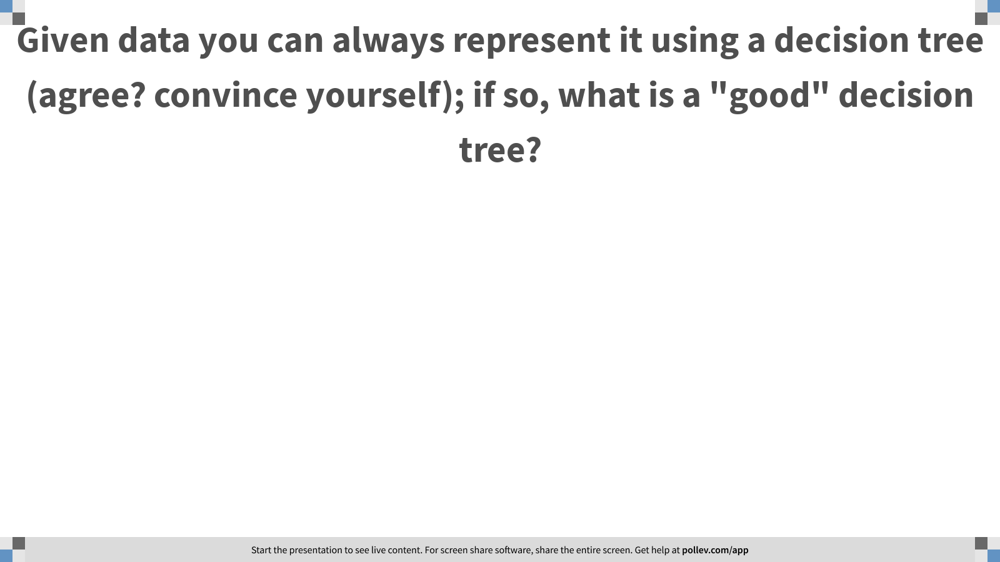 Given data you can always represent it using a decision tree
(agree? convince yourself); if so, what is a "good" decision
tree?
Start the presentation to see live content. For screen share software, share the entire screen. Get help at pollev.com/app